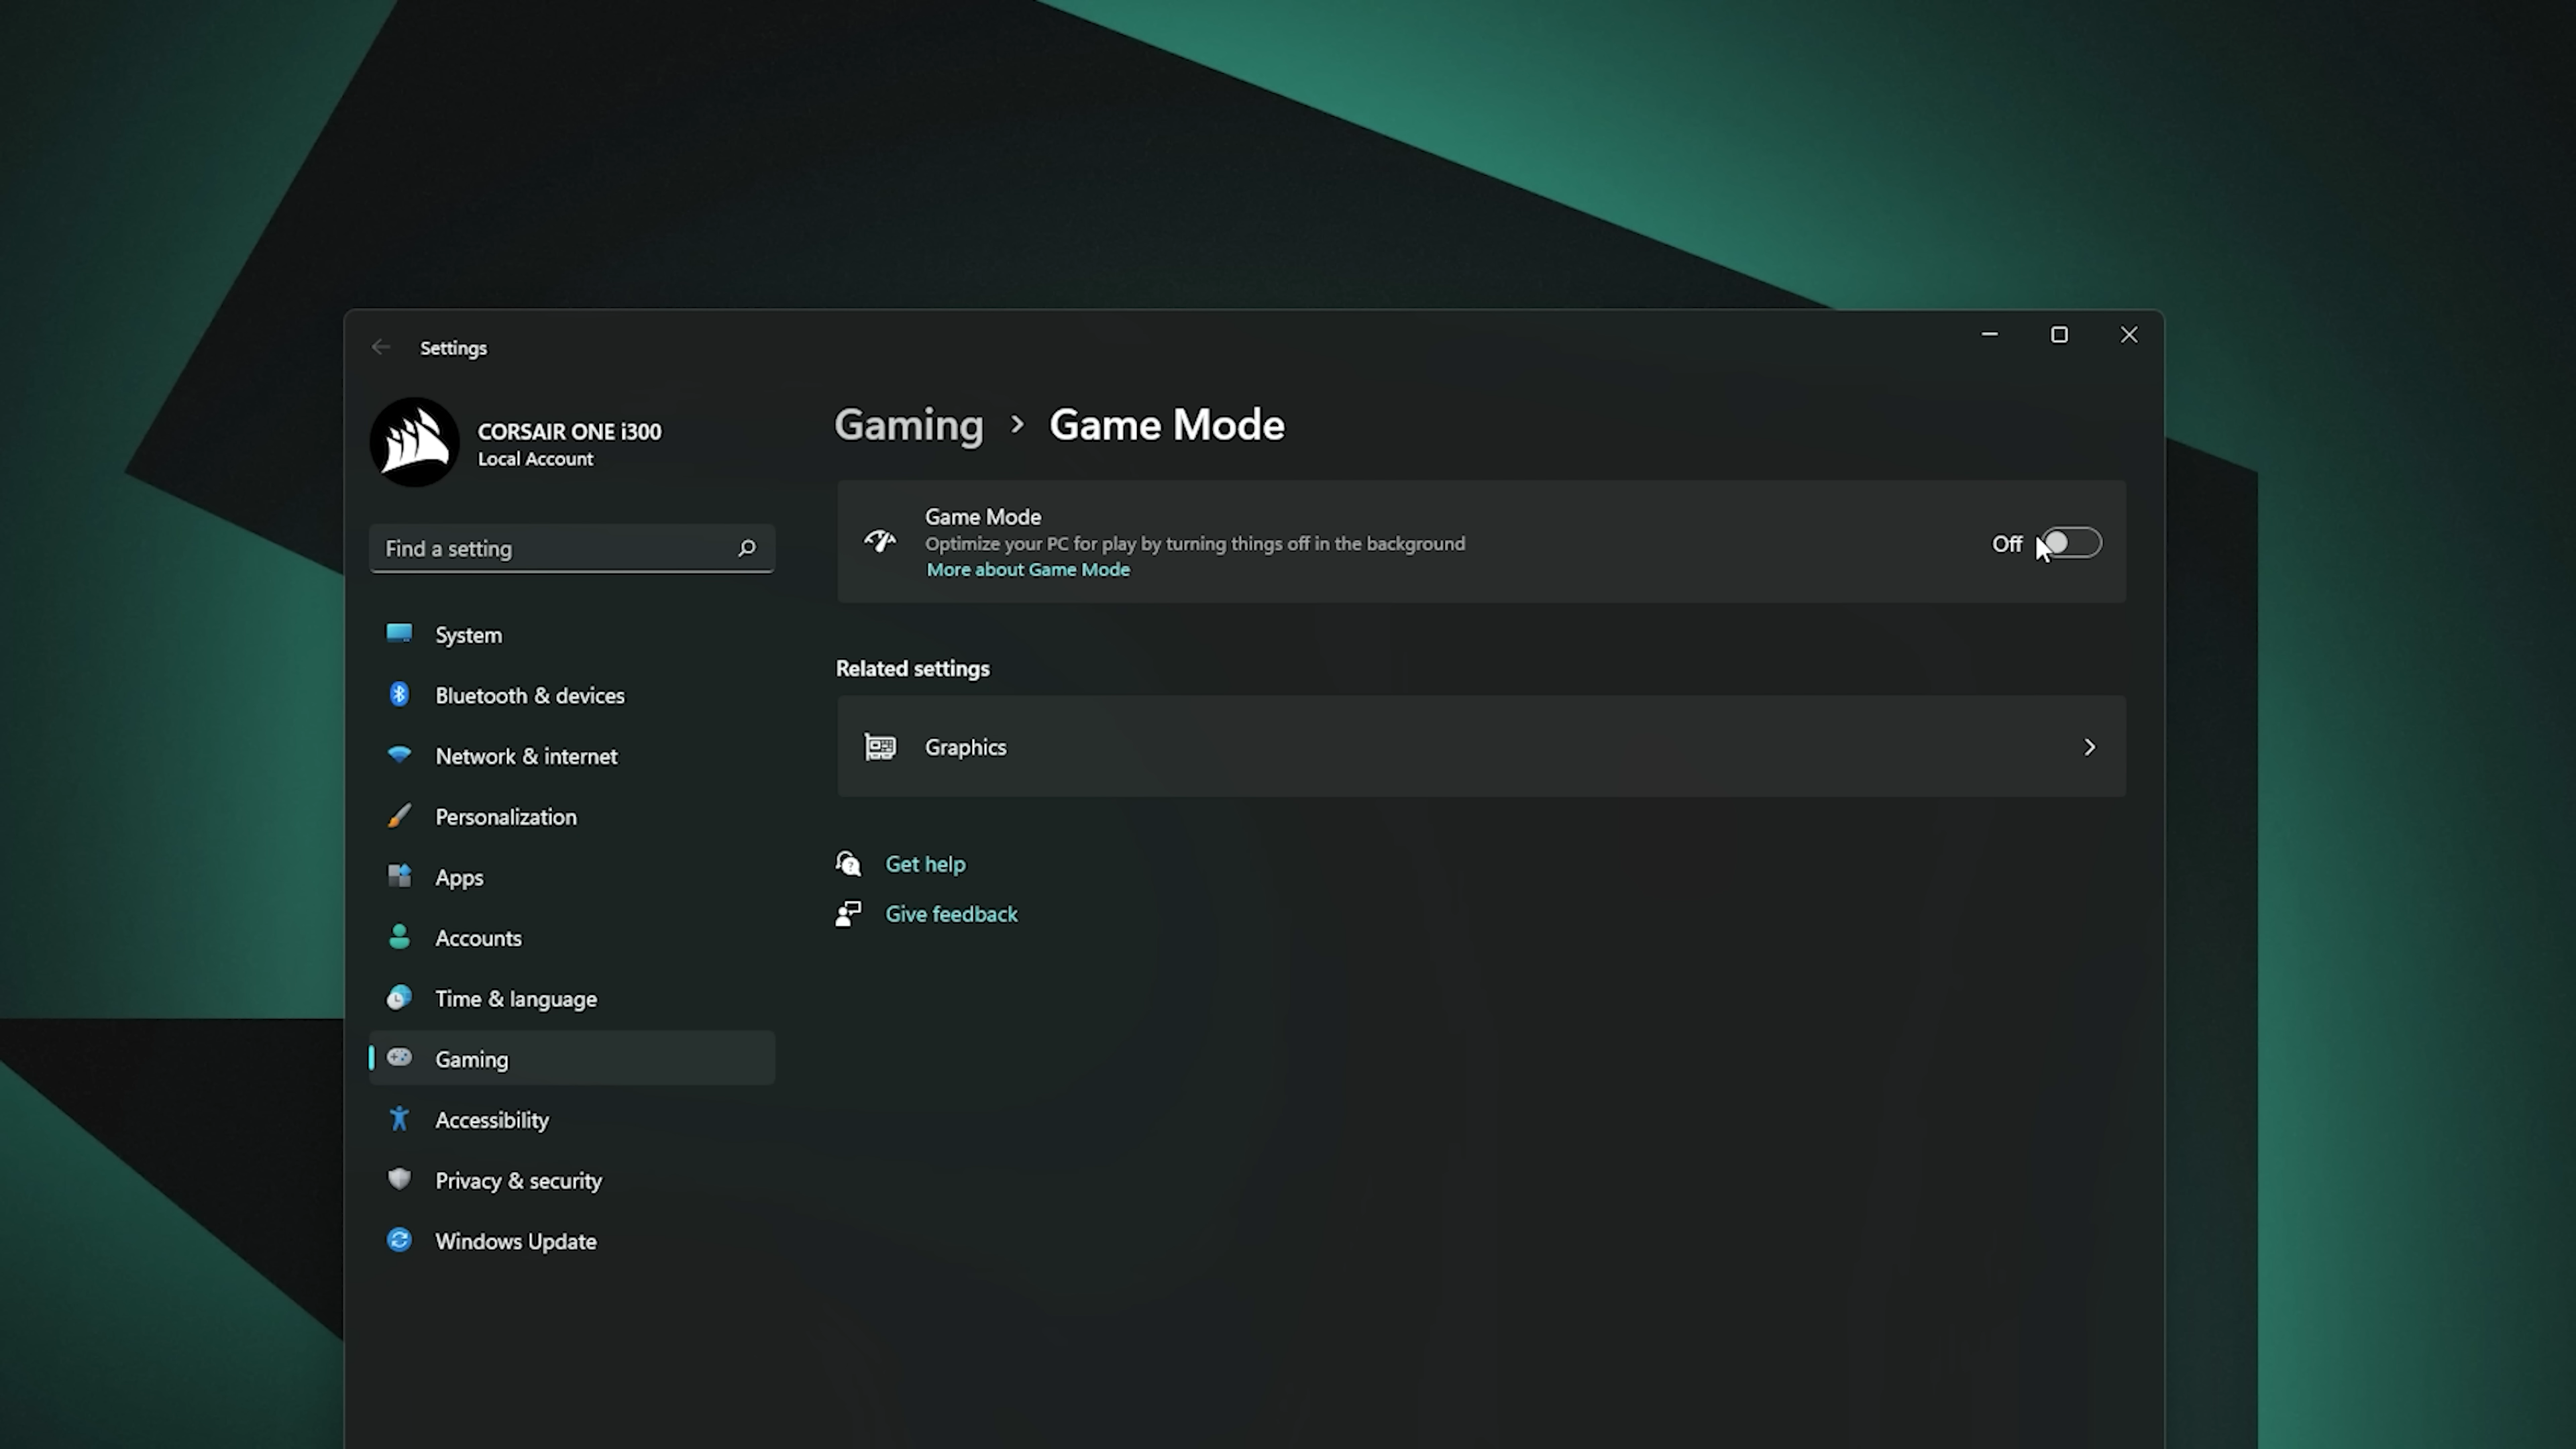 Settings
CORSAIR ONE i300
Local Account
Find a setting
System
Bluetooth & devices
Network & internet
Personalization
Apps
Accounts
Time & language
Gaming
Accessibility
Privacy & security
Windows Update
Gaming > Game Mode
Game Mode
Optimize your PC for play by turning things off in the background
More about Game Mode
Off
Related settings
Graphics
Get help
Give feedback